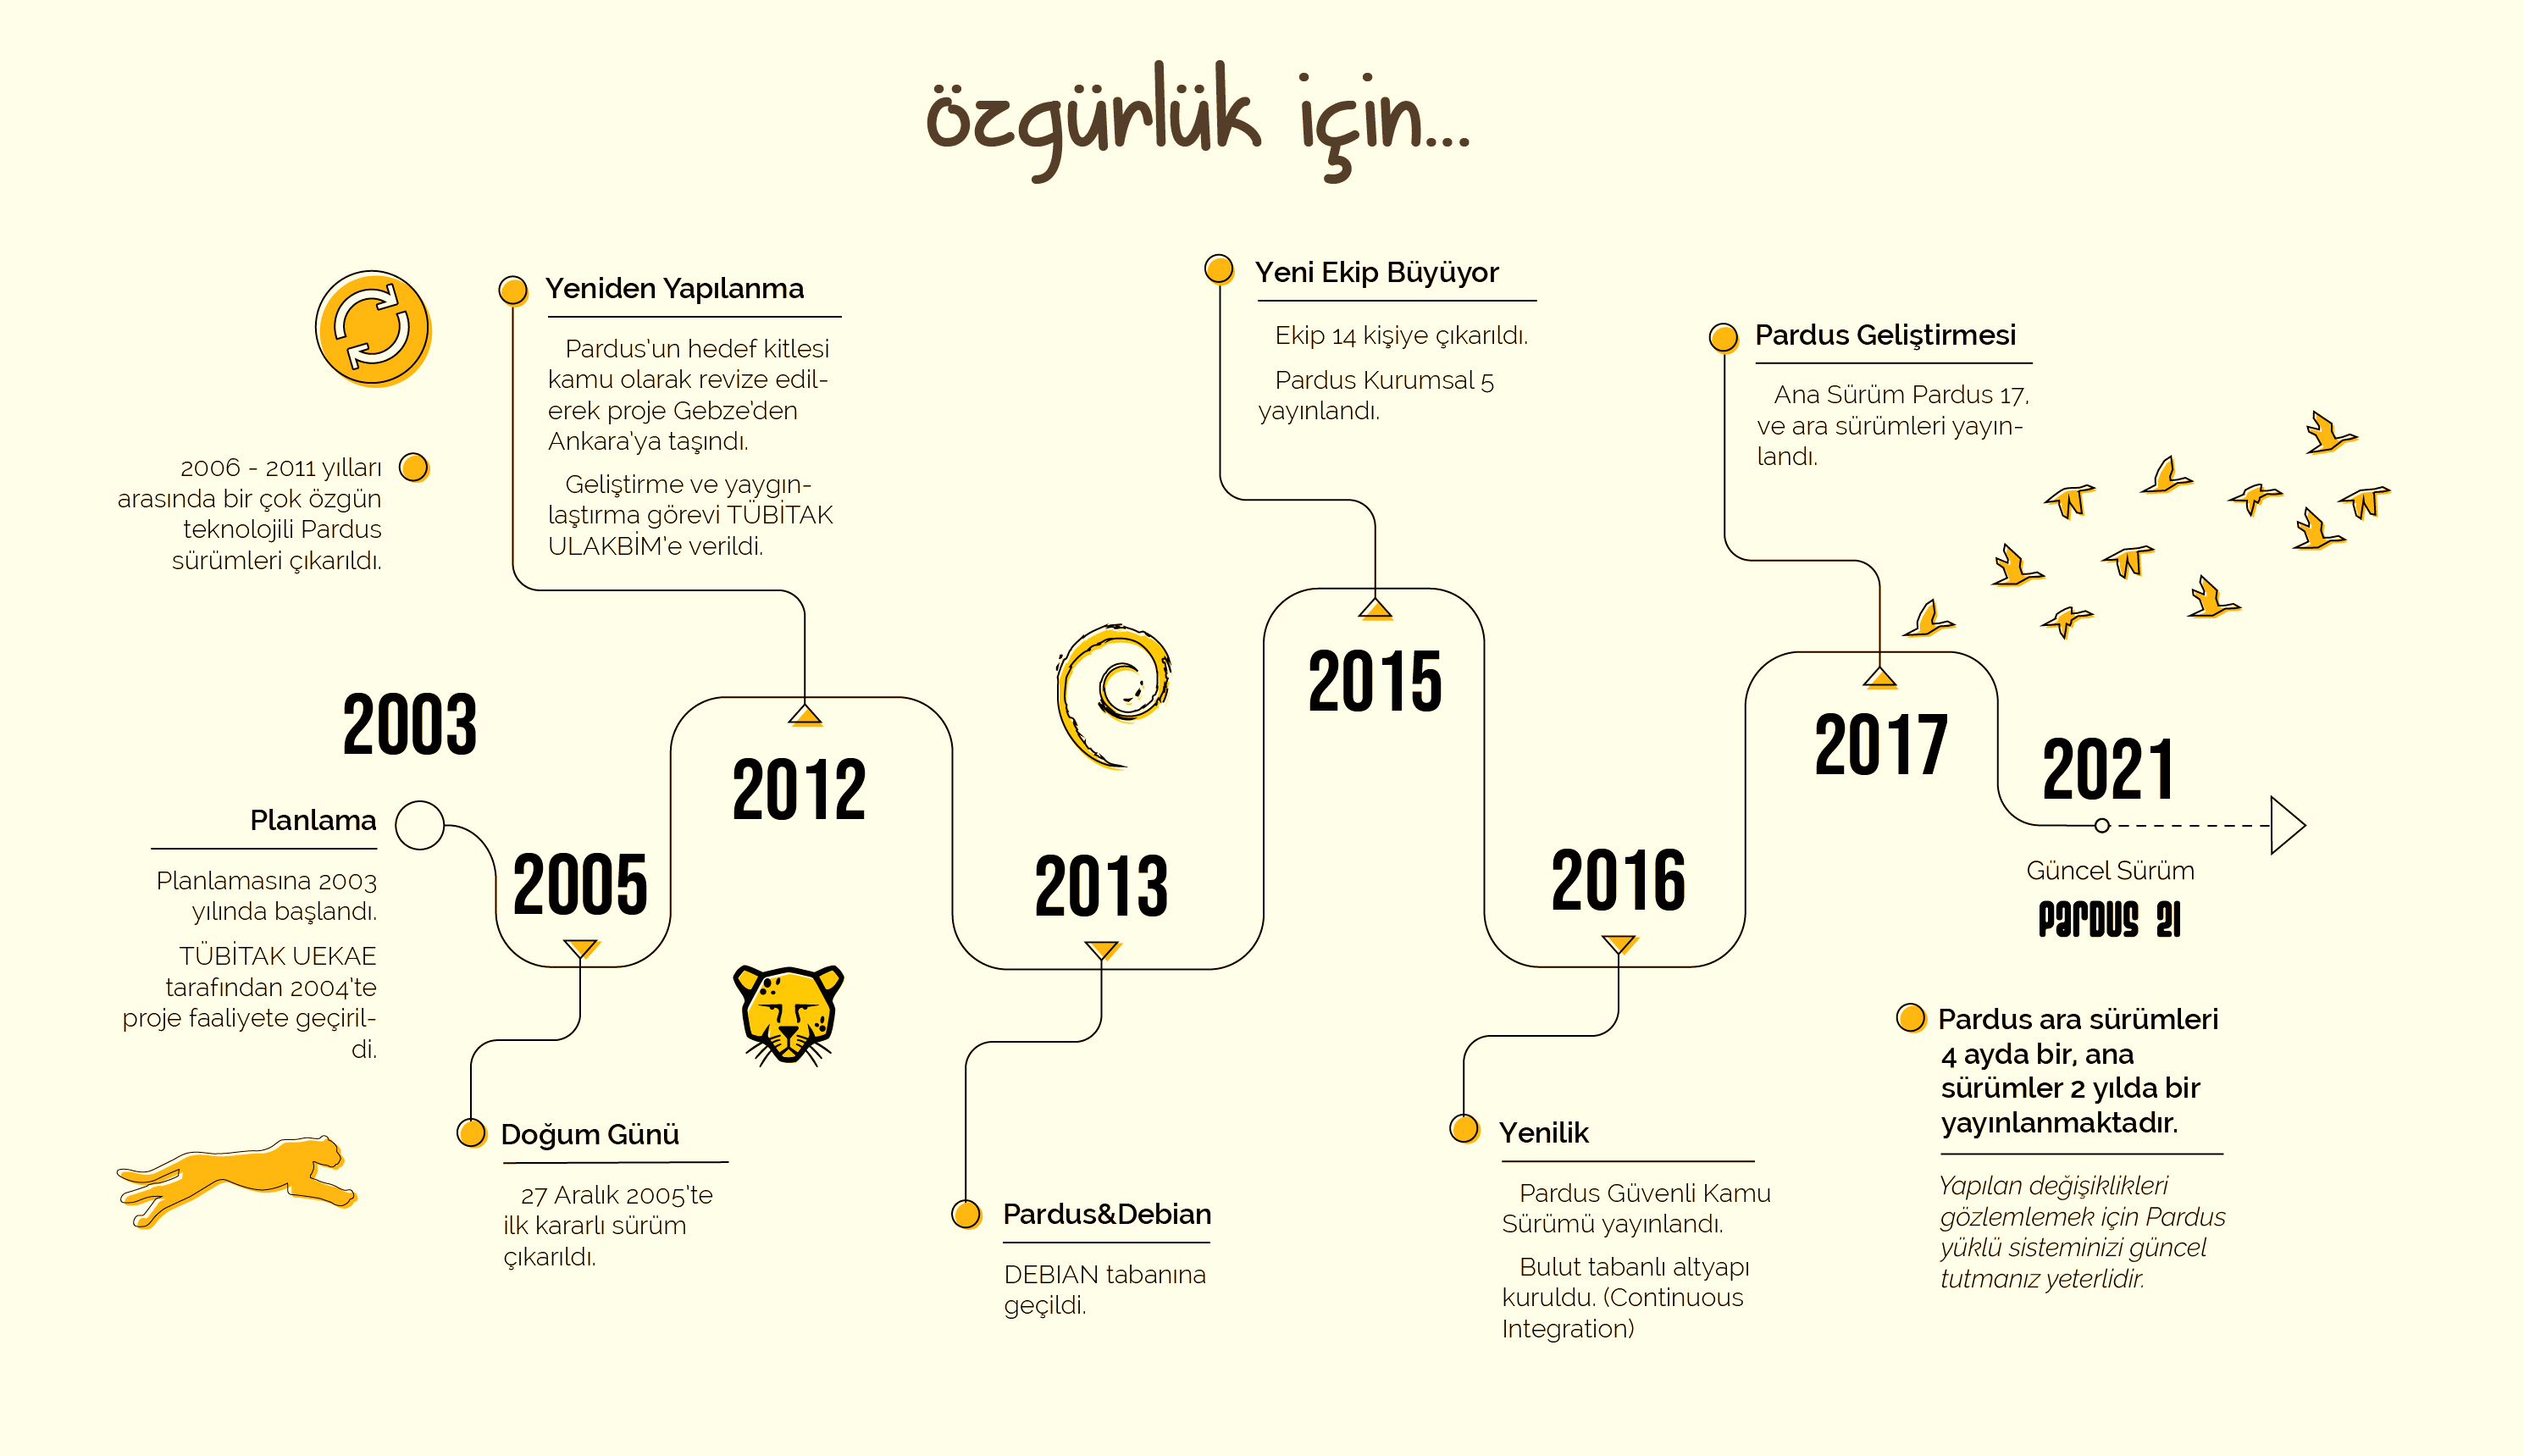 özgürlük için...
2003
Planlama
Planlamasına 2003
yılında başlandı.
TÜBİTAK UEKAE
tarafından 2004'te
proje faaliyete geçiril-
di.
2005
Doğum Günü
27 Aralık 2005'te
ilk kararlı sürüm
çıkarıldı.
2006 - 2011 yılları
arasında bir çok özgün
teknolojili Pardus
sürümleri çıkarıldı.
Yeniden Yapılanma
Pardus'un hedef kitlesi
kamu olarak revize edil-
erek proje Gebze'den
Ankara'ya taşındı.
Geliştirme ve yaygın-
laştırma görevi TÜBİTAK
ULAKBİM'e verildi.
2012
2013
Pardus&Debian
DEBIAN tabanına
geçildi.
Yeni Ekip Büyüyor
Ekip 14 kişiye çıkarıldı.
Pardus Kurumsal 5
yayınlandı.
2015
2016
Yenilik
Pardus Güvenli Kamu
Sürümü yayınlandı.
Bulut tabanlı altyapı
kuruldu. (Continuous
Integration)
Pardus Geliştirmesi
Ana Sürüm Pardus 17,
ve ara sürümleri yayın-
landı.
2017
2021
Güncel Sürüm
PARDUS 21
Pardus ara sürümleri
4 ayda bir, ana
sürümler 2 yılda bir
yayınlanmaktadır.
Yapılan değişiklikleri
gözlemlemek için Pardus
yüklü sisteminizi güncel
tutmanız yeterlidir.